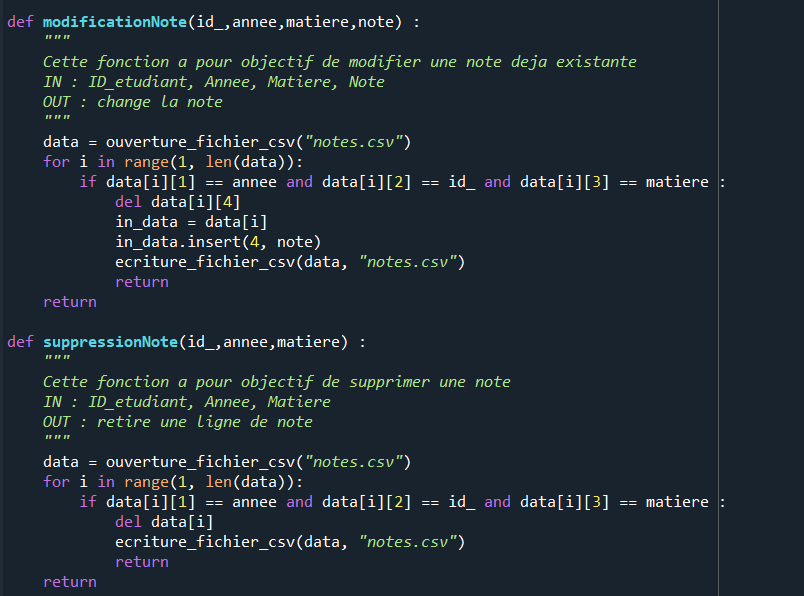 def modificationNote(id_,annee,matiere,note) :
    """
    Cette fonction a pour objectif de modifier une note deja existante
    IN : ID_etudiant, Annee, Matiere, Note
    OUT : change la note
    """
    data = ouverture_fichier_csv("notes.csv")
    for i in range(1, len(data)):
        if data[i][1] == annee and data[i][2] == id_ and data[i][3] == matiere :
            del data[i][4]
            in_data = data[i]
            in_data.insert(4, note)
            ecriture_fichier_csv(data, "notes.csv")
            return
    return

def suppressionNote(id_,annee,matiere) :
    """
    Cette fonction a pour objectif de supprimer une note
    IN : ID_etudiant, Annee, Matiere
    OUT : retire une ligne de note
    """
    data = ouverture_fichier_csv("notes.csv")
    for i in range(1, len(data)):
        if data[i][1] == annee and data[i][2] == id_ and data[i][3] == matiere :
            del data[i]
            ecriture_fichier_csv(data, "notes.csv")
            return
    return